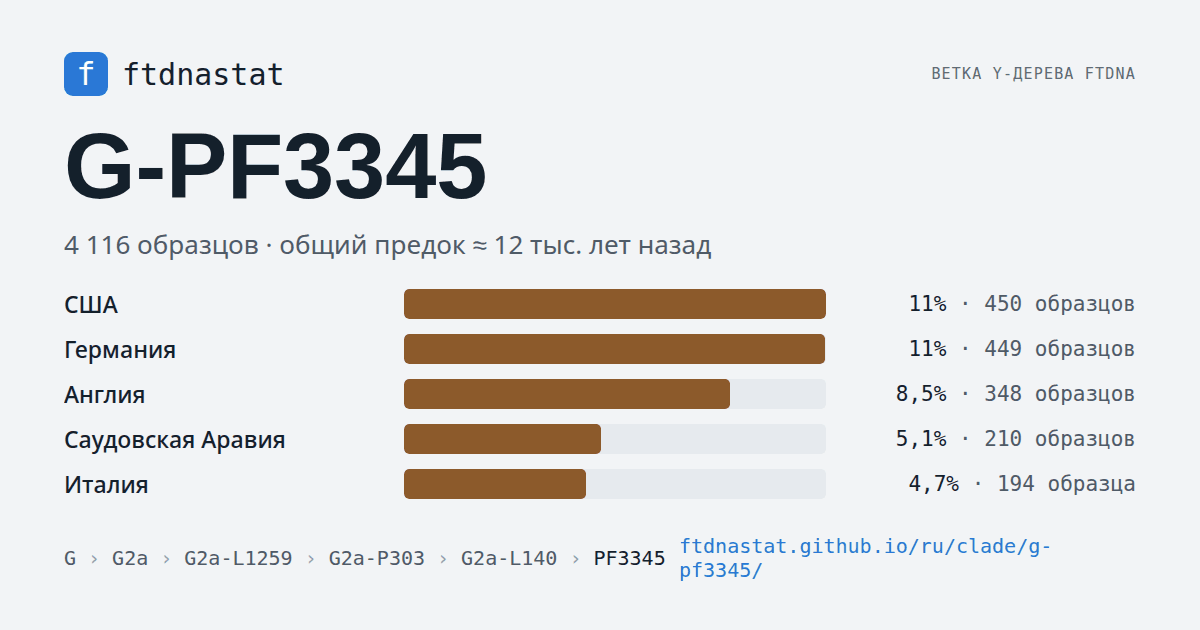 f ftdnastat
ВЕТКА Y-ДЕРЕВА FTDNA
G-PF3345
4 116 образцов · общий предок ≈ 12 тыс. лет назад
США 11% · 450 образцов
Германия 11% · 449 образцов
Англия 8,5% · 348 образцов
Саудовская Аравия 5,1% · 210 образцов
Италия 4,7% · 194 образца
G › G2a › G2a-L1259 › G2a-P303 › G2a-L140 › PF3345
ftdnastat.github.io/ru/clade/g-
pf3345/